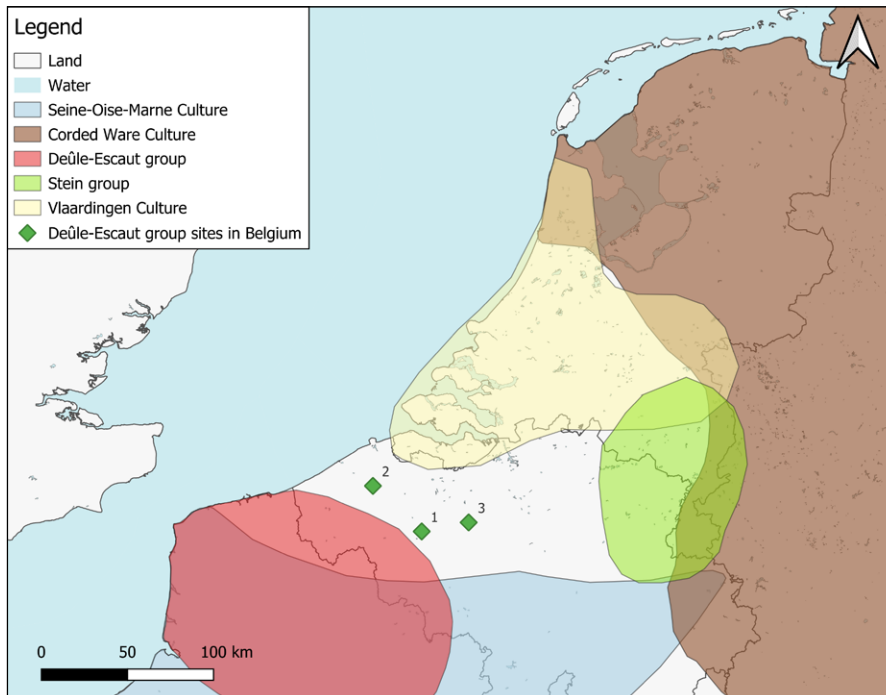 Legend
Land
Water
Seine-Oise-Marne Culture
Corded Ware Culture
Deûle-Escaut group
Stein group
Vlaardingen Culture
Deûle-Escaut group sites in Belgium
2
1
3
0 50 100 km